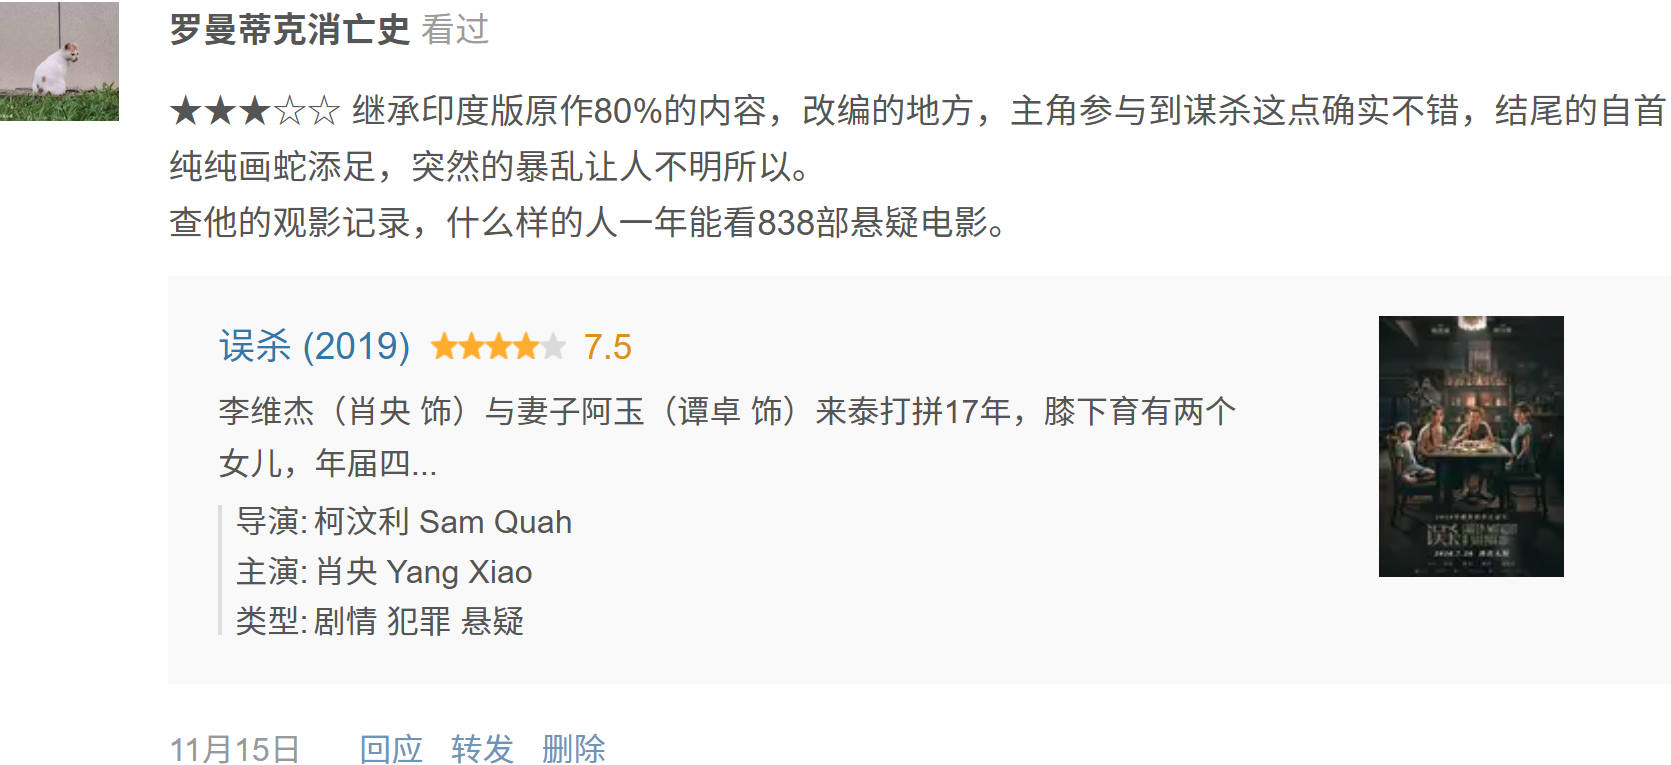 罗曼蒂克消亡史 看过
★★★☆☆ 继承印度版原作80%的内容，改编的地方，主角参与到谋杀这点确实不错，结尾的自首
纯纯画蛇添足，突然的暴乱让人不明所以。
查他的观影记录，什么样的人一年能看838部悬疑电影。
误杀 (2019) 7.5
李维杰（肖央 饰）与妻子阿玉（谭卓 饰）来泰打拼17年，膝下育有两个
女儿，年届四...
导演: 柯汶利 Sam Quah
主演: 肖央 Yang Xiao
类型: 剧情 犯罪 悬疑
11月15日 回应 转发 删除